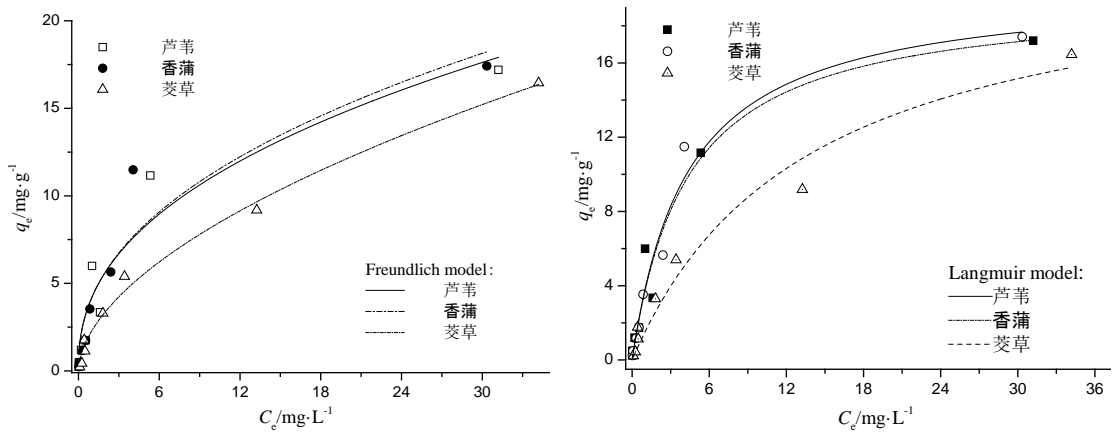 20
15
10
5
0
q_e/mg·g^-1
芦苇
香蒲
茭草
Freundlich model:
芦苇
香蒲
茭草
0 6 12 18 24 30
C_e/mg·L^-1
16
12
8
4
0
q_e/mg·g^-1
芦苇
香蒲
茭草
Langmuir model:
芦苇
香蒲
茭草
0 6 12 18 24 30 36
C_e/mg·L^-1